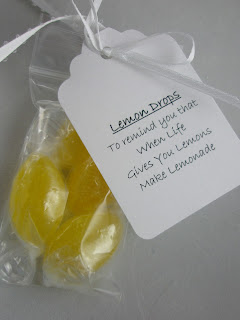 Lemon Drops
To remind you that
When Life
Gives You Lemons
Make Lemonade